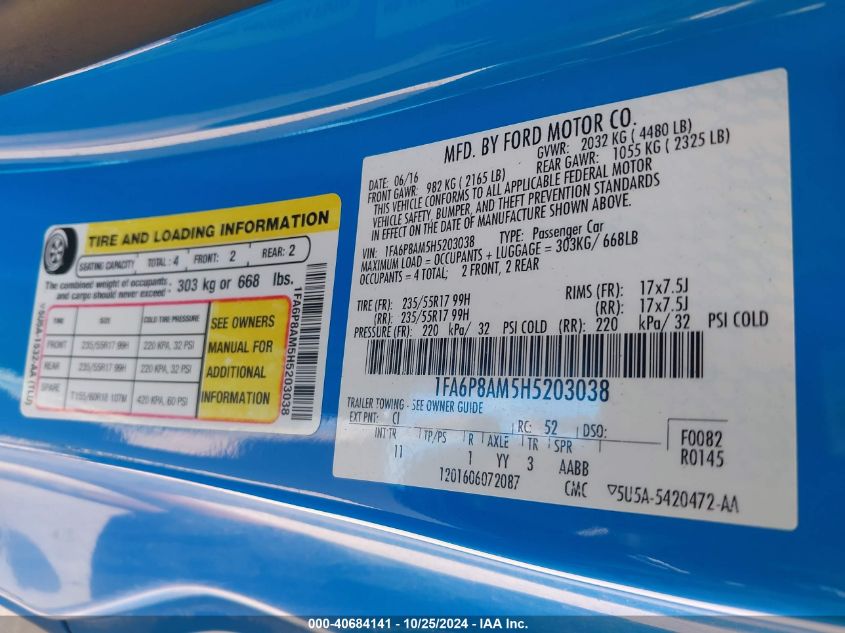 TIRE AND LOADING INFORMATION
SEATING CAPACITY TOTAL: 4 FRONT: 2 REAR: 2
The combined weight of occupants and cargo should never exceed: 303 kg or 668 lbs.
TIRE SIZE COLD TIRE PRESSURE
FRONT 235/55R17 99H 220 KPA, 32 PSI
REAR 235/55R17 99H 220 KPA, 32 PSI
SPARE T155/60R18 107M 420 KPA, 60 PSI
SEE OWNERS
MANUAL FOR
ADDITIONAL
INFORMATION
1FA6P8AM5H5203038
V5U5A-1532-AA (TLU)
MFD. BY FORD MOTOR CO.
DATE: 06/16 GVWR: 2032 KG ( 4480 LB)
FRONT GAWR: 982 KG ( 2165 LB) REAR GAWR: 1055 KG ( 2325 LB)
THIS VEHICLE CONFORMS TO ALL APPLICABLE FEDERAL MOTOR
VEHICLE SAFETY, BUMPER, AND THEFT PREVENTION STANDARDS
IN EFFECT ON THE DATE OF MANUFACTURE SHOWN ABOVE.
VIN: 1FA6P8AM5H5203038 TYPE: Passenger Car
MAXIMUM LOAD = OCCUPANTS + LUGGAGE = 303KG/ 668LB
OCCUPANTS = 4 TOTAL; 2 FRONT, 2 REAR
TIRE (FR): 235/55R17 99H RIMS (FR): 17x7.5J
(RR): 235/55R17 99H (RR): 17x7.5J
PRESSURE (FR): 220 kPa/ 32 PSI COLD (RR): 220 kPa/ 32 PSI COLD
1FA6P8AM5H5203038
TRAILER TOWING - SEE OWNER GUIDE
EXT PNT: CI RC: 52 DSO: F0082
INT TR TP/PS R AXLE TR SPR R0145
11 1 YY 3 AABB
1201606072087 CMC ▽5U5A-5420472-AA
000-40684141 - 10/25/2024 - IAA Inc.